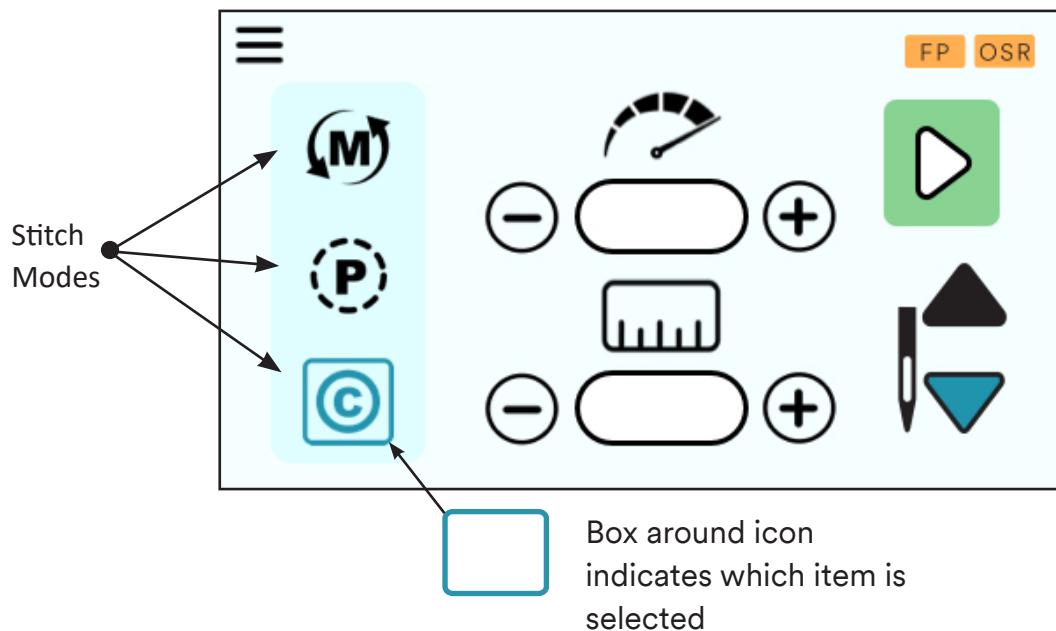 FP OSR
M
Stitch
Modes
P
C
Box around icon
indicates which item is
selected